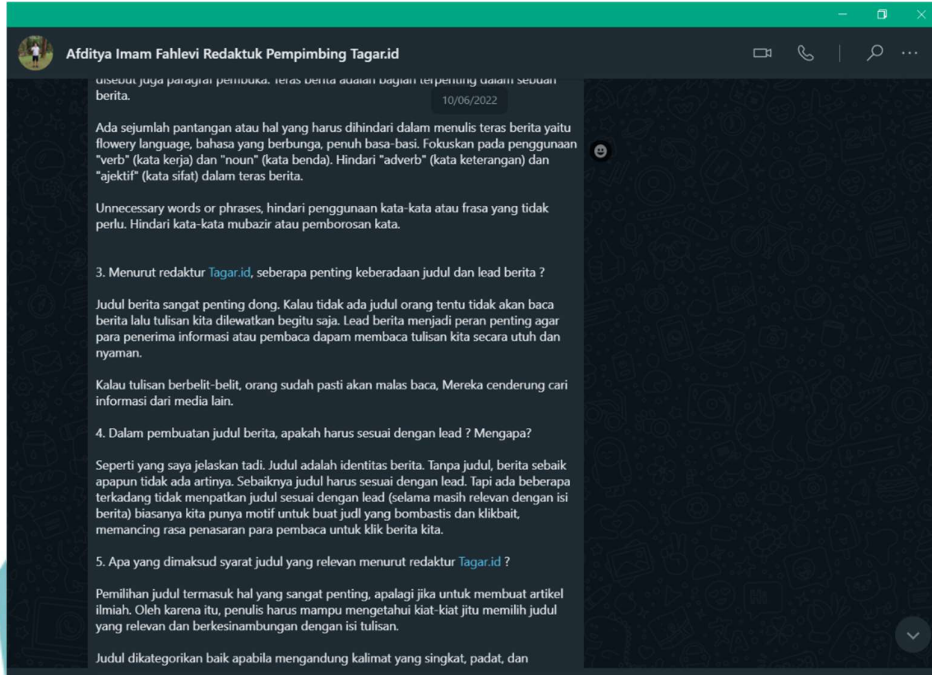 Afditya Imam Fahlevi Redaktuk Pempimbing Tagar.id
disebut juga paragraf pembuka. Teras berita adalah bagian terpenting dalam sebuah
berita.
10/06/2022
Ada sejumlah pantangan atau hal yang harus dihindari dalam menulis teras berita yaitu
flowery language, bahasa yang berbunga, penuh basa-basi. Fokuskan pada penggunaan
"verb" (kata kerja) dan "noun" (kata benda). Hindari "adverb" (kata keterangan) dan
"ajektif" (kata sifat) dalam teras berita.
Unnecessary words or phrases, hindari penggunaan kata-kata atau frasa yang tidak
perlu. Hindari kata-kata mubazir atau pemborosan kata.
3. Menurut redaktur Tagar.id, seberapa penting keberadaan judul dan lead berita ?
Judul berita sangat penting dong. Kalau tidak ada judul orang tentu tidak akan baca
berita lalu tulisan kita dilewatkan begitu saja. Lead berita menjadi peran penting agar
para penerima informasi atau pembaca dapam membaca tulisan kita secara utuh dan
nyaman.
Kalau tulisan berbelit-belit, orang sudah pasti akan malas baca, Mereka cenderung cari
informasi dari media lain.
4. Dalam pembuatan judul berita, apakah harus sesuai dengan lead ? Mengapa?
Seperti yang saya jelaskan tadi. Judul adalah identitas berita. Tanpa judul, berita sebaik
apapun tidak ada artinya. Sebaiknya judul harus sesuai dengan lead. Tapi ada beberapa
terkadang tidak menpatkan judul sesuai dengan lead (selama masih relevan dengan isi
berita) biasanya kita punya motif untuk buat judl yang bombastis dan klikbait,
memancing rasa penasaran para pembaca untuk klik berita kita.
5. Apa yang dimaksud syarat judul yang relevan menurut redaktur Tagar.id ?
Pemilihan judul termasuk hal yang sangat penting, apalagi jika untuk membuat artikel
ilmiah. Oleh karena itu, penulis harus mampu mengetahui kiat-kiat jitu memilih judul
yang relevan dan berkesinambungan dengan isi tulisan.
Judul dikategorikan baik apabila mengandung kalimat yang singkat, padat, dan